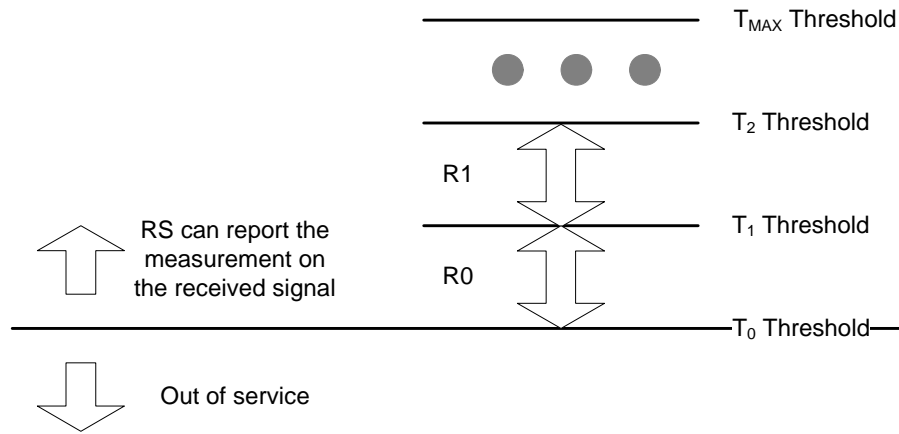 T_MAX Threshold
T_2 Threshold
R1
RS can report the
measurement on
the received signal
T_1 Threshold
R0
T_0 Threshold
Out of service